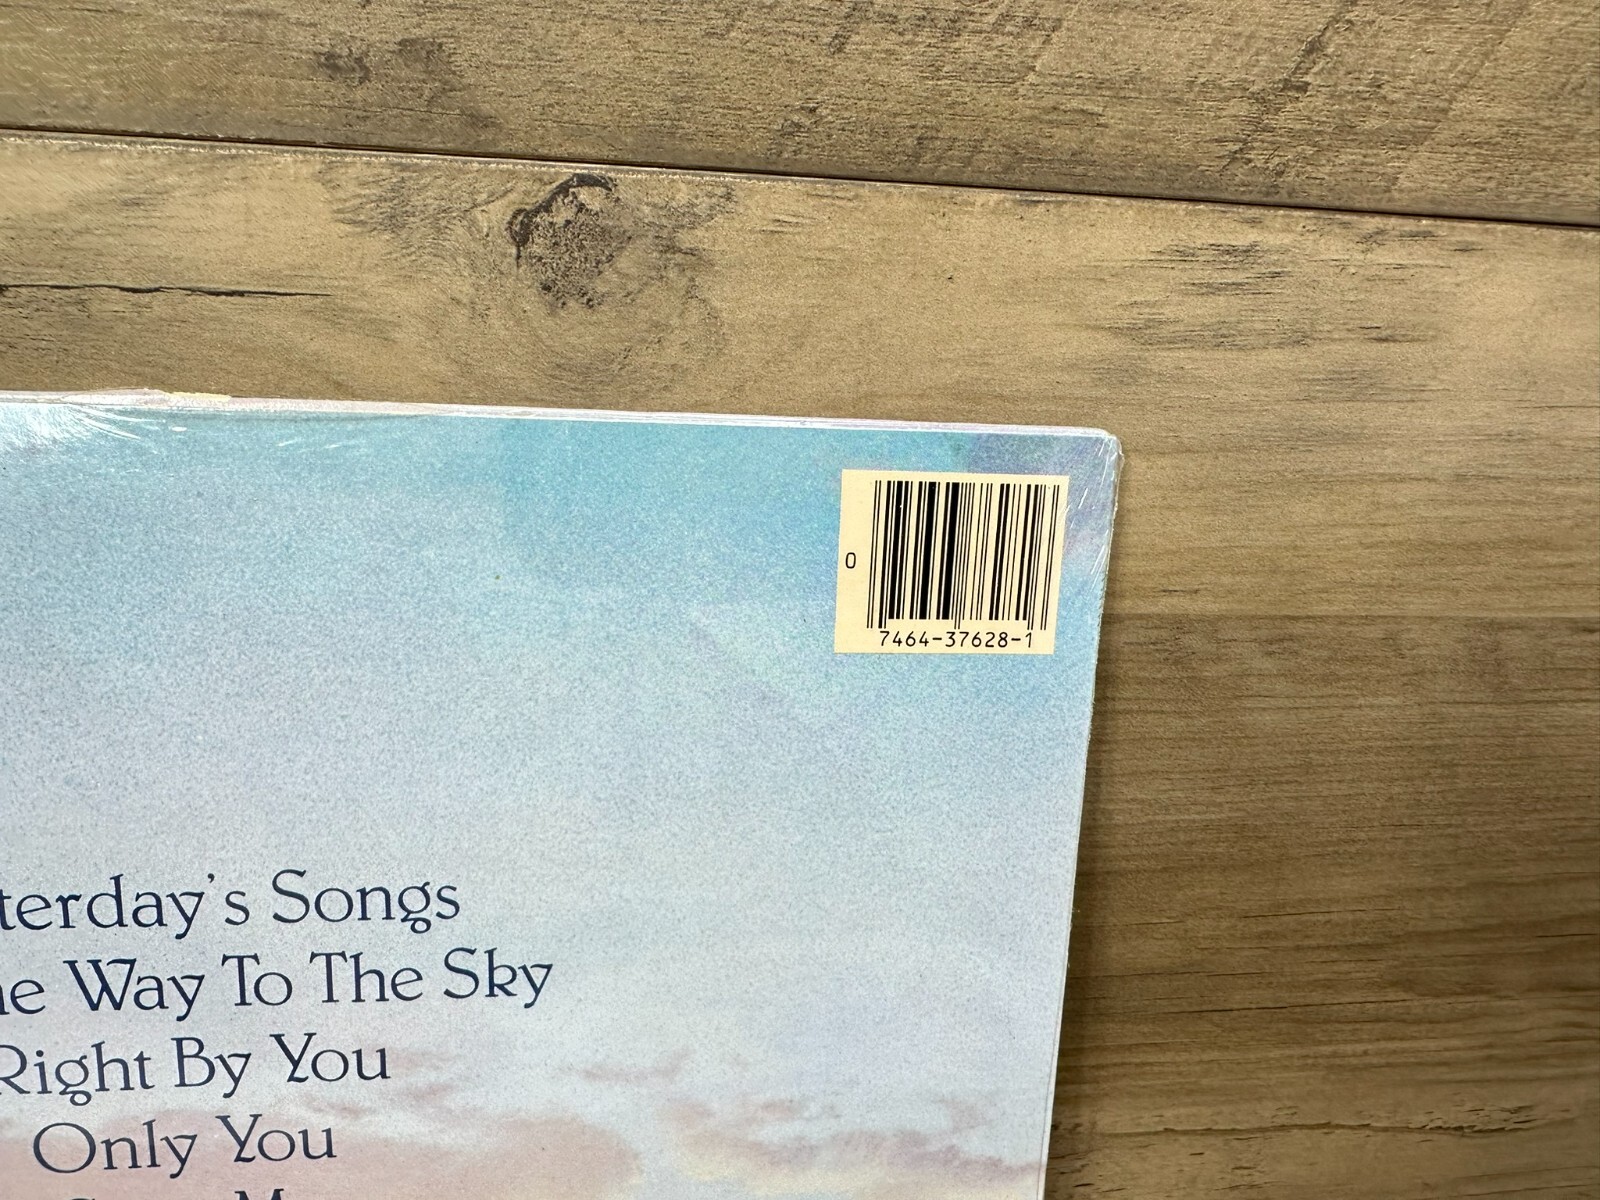 0
7464-37628-1
terday's Songs
e Way To The Sky
Right By You
Only You